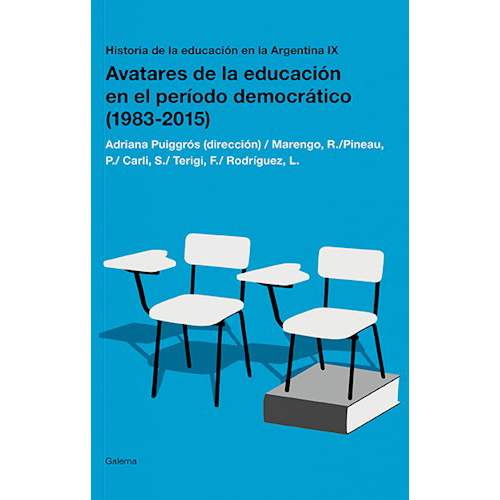 Historia de la educación en la Argentina IX
Avatares de la educación
en el período democrático
(1983-2015)
Adriana Puiggrós (dirección) / Marengo, R./Pineau,
P./ Carli, S./ Terigi, F./ Rodríguez, L.
Galerna